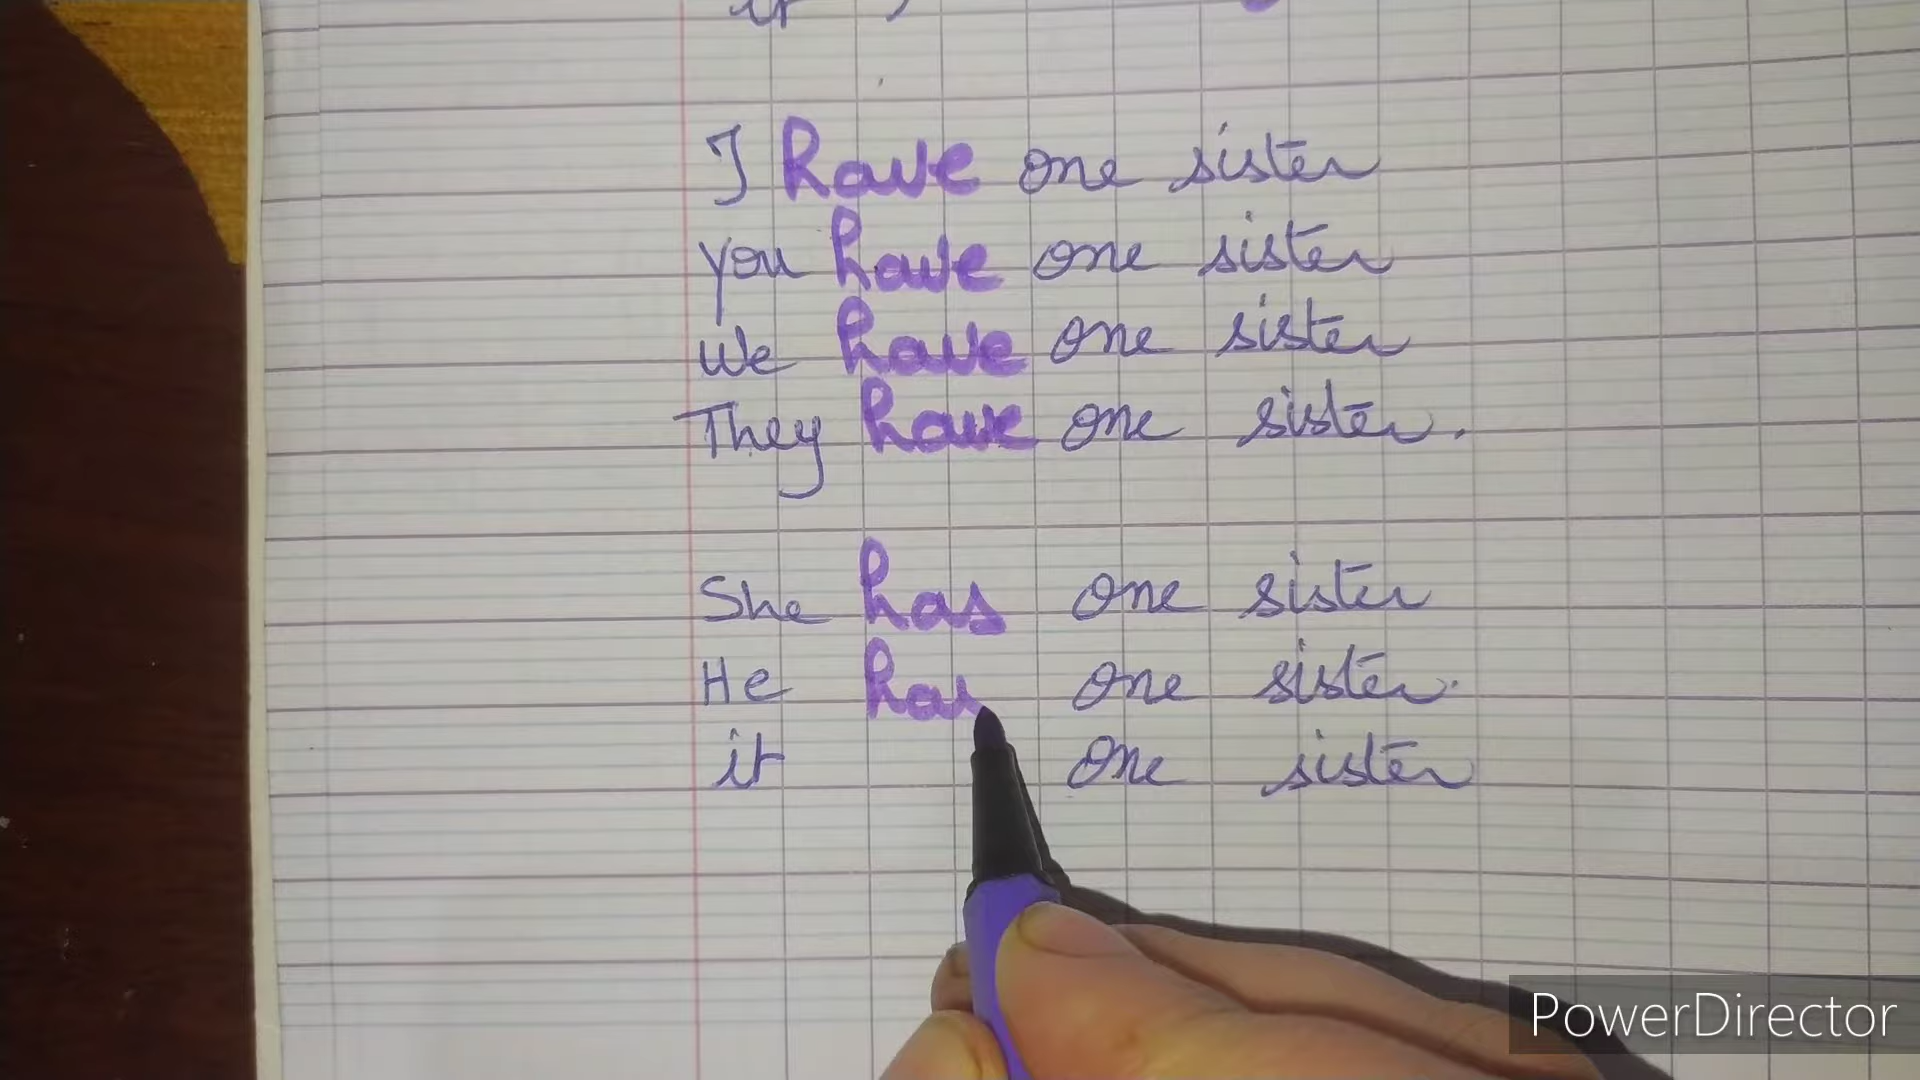 I have one sister
you have one sister
we have one sister
They have one sister.
She has one sister
He has one sister.
it one sister
PowerDirector